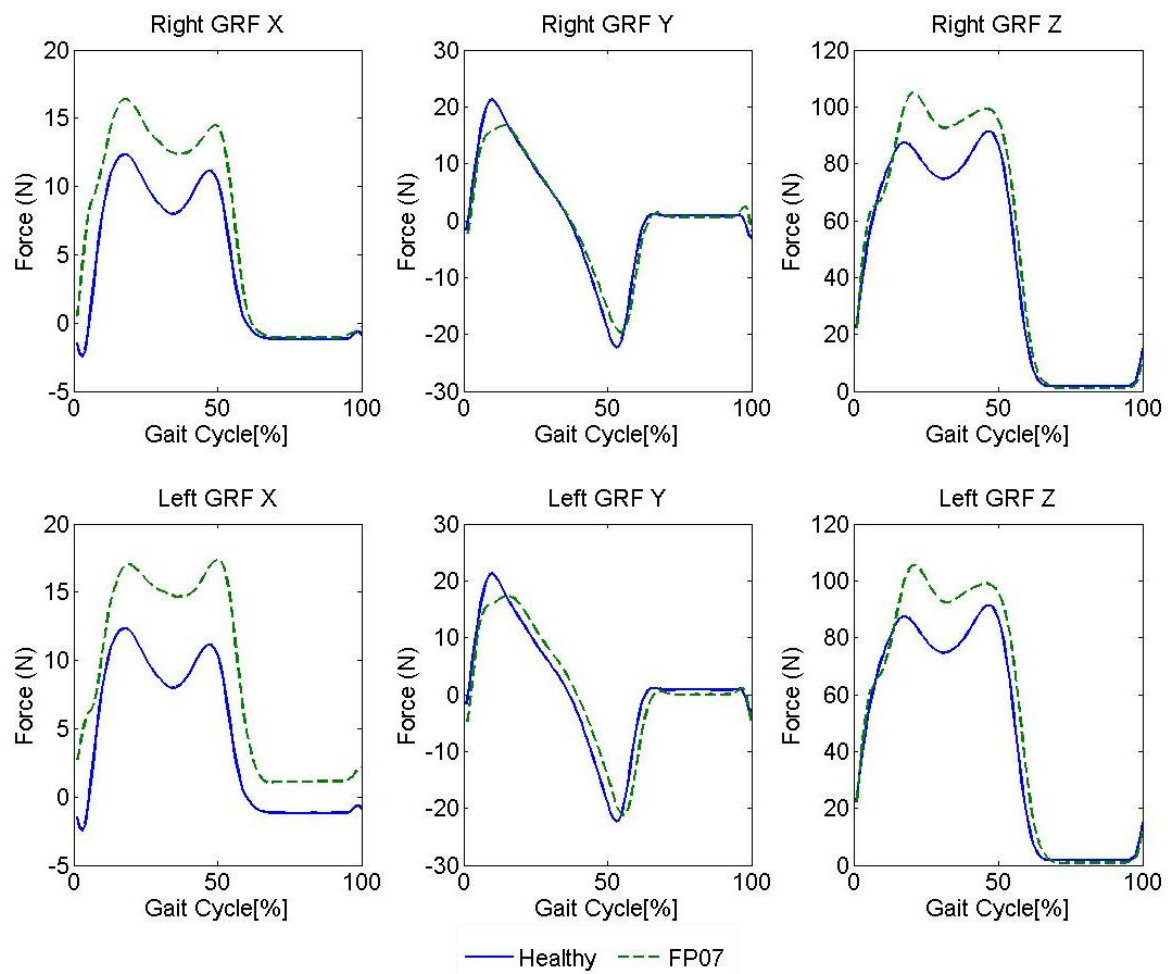 Right GRF X
Right GRF Y
Right GRF Z
20
15
10
5
0
-5
Force (N)
0 50 100
Gait Cycle[%]
30
20
10
0
-10
-20
-30
Force (N)
0 50 100
Gait Cycle[%]
120
100
80
60
40
20
0
Force (N)
0 50 100
Gait Cycle[%]
Left GRF X
Left GRF Y
Left GRF Z
20
15
10
5
0
-5
Force (N)
0 50 100
Gait Cycle[%]
30
20
10
0
-10
-20
-30
Force (N)
0 50 100
Gait Cycle[%]
120
100
80
60
40
20
0
Force (N)
0 50 100
Gait Cycle[%]
Healthy FP07